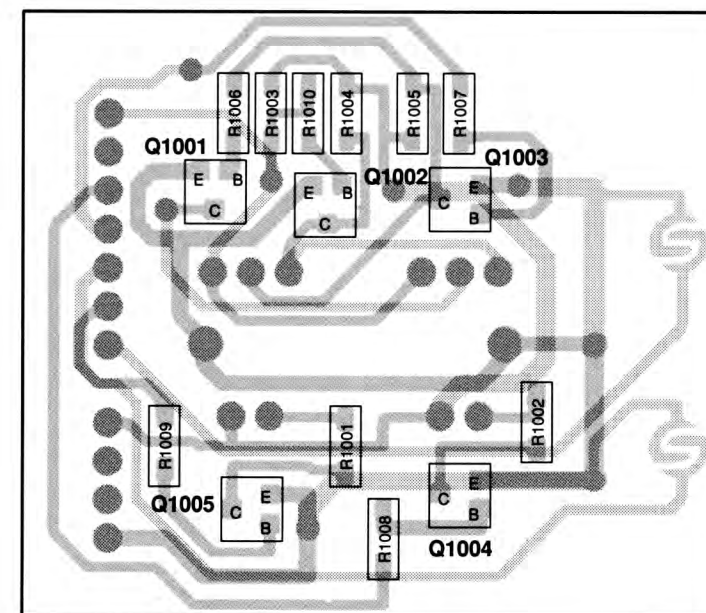 R1006
R1003
R1010
R1004
R1005
R1007
Q1001
Q1002
Q1003
E
B
C
E
B
C
E
C
B
R1009
R1001
R1002
Q1005
C
E
B
R1008
C
E
B
Q1004